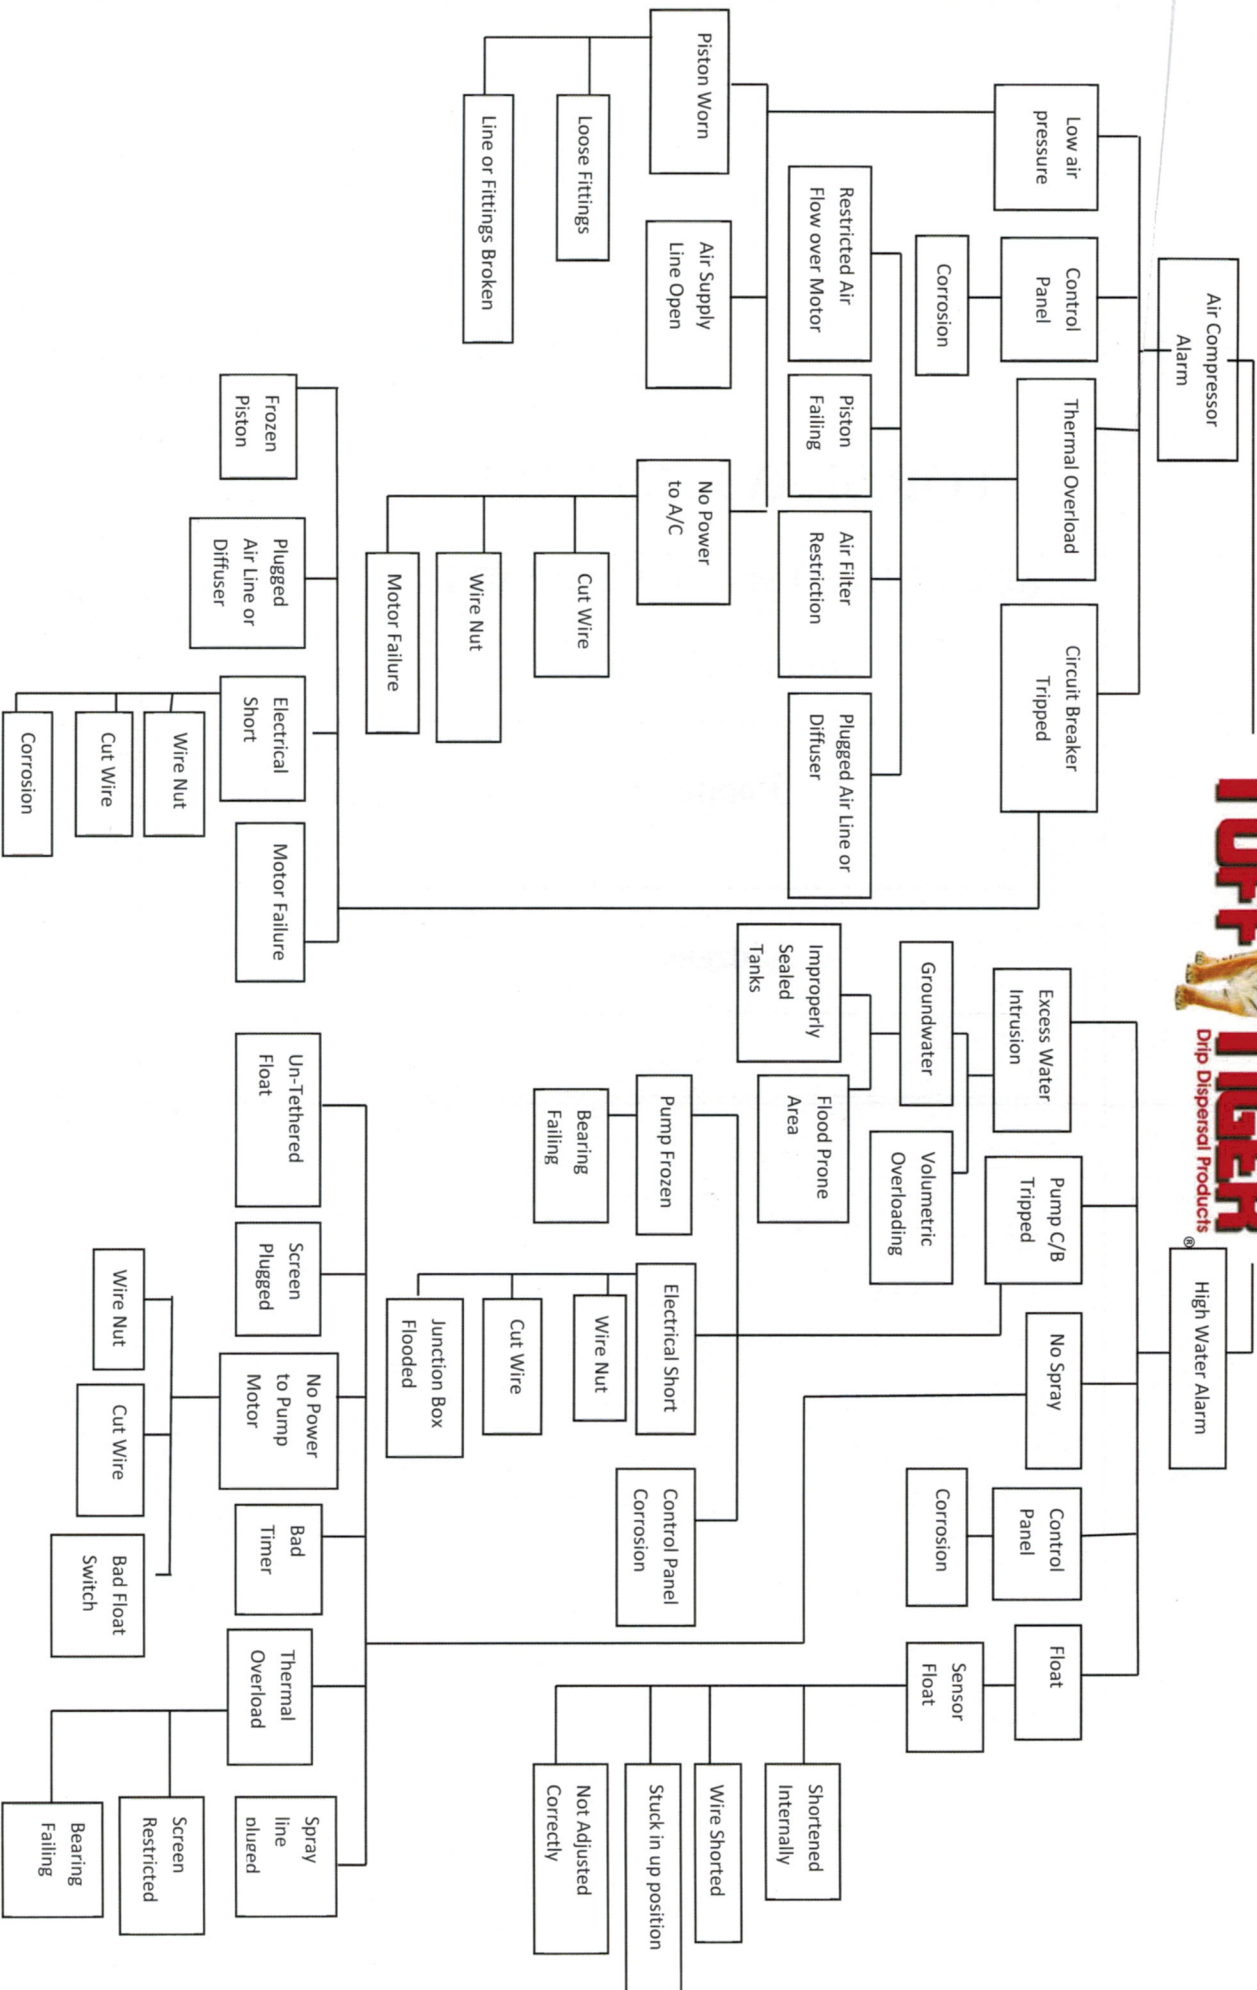 TUFF TIGER
Drip Dispersal Products
®
Air Compressor
Alarm
High Water Alarm
Low air
pressure
Control
Panel
Corrosion
Thermal Overload
Circuit Breaker
Tripped
Restricted Air
Flow over Motor
Piston
Failing
Air Filter
Restriction
Plugged Air Line or
Diffuser
Piston Worn
Loose Fittings
Line or Fittings Broken
Air Supply
Line Open
No Power
to A/C
Cut Wire
Wire Nut
Motor Failure
Frozen
Piston
Plugged
Air Line or
Diffuser
Electrical
Short
Wire Nut
Cut Wire
Corrosion
Motor Failure
Excess Water
Intrusion
Pump C/B
Tripped
No Spray
Control
Panel
Corrosion
Float
Sensor
Float
Groundwater
Volumetric
Overloading
Improperly
Sealed
Tanks
Flood Prone
Area
Pump Frozen
Bearing
Failing
Electrical Short
Wire Nut
Cut Wire
Junction Box
Flooded
Control Panel
Corrosion
Shortened
Internally
Wire Shorted
Stuck in up position
Not Adjusted
Correctly
Un-Tethered
Float
Screen
Plugged
No Power
to Pump
Motor
Bad
Timer
Thermal
Overload
Spray
line
pluged
Wire Nut
Cut Wire
Bad Float
Switch
Screen
Restricted
Bearing
Failing